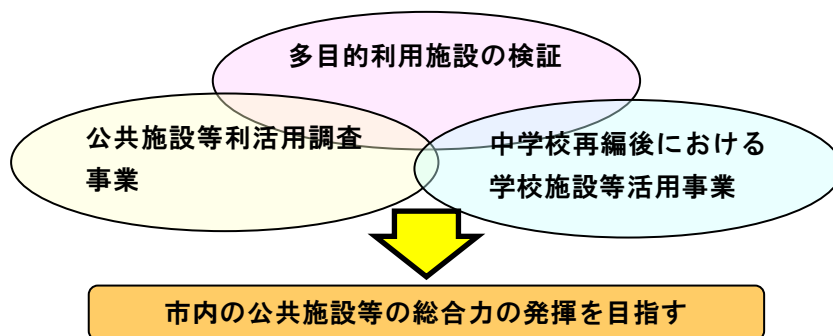 多目的利用施設の検証
公共施設等利活用調査
事業
中学校再編後における
学校施設等活用事業
市内の公共施設等の総合力の発揮を目指す